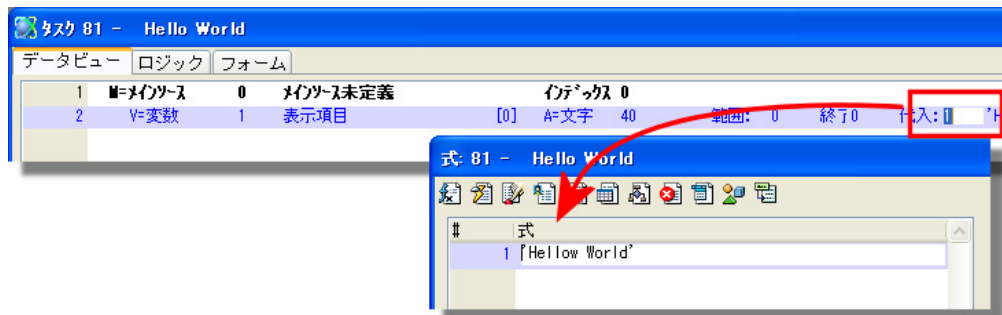 タスク 81 - Hello World
データビュー ロジック フォーム
1 M=メインソース 0 メインソース未定義 インデックス 0
2 V=変数 1 表示項目 [0] A=文字 40 範囲: 0 終了0 代入: 1 'H
式: 81 - Hello World
# 式
1 'Hellow World'